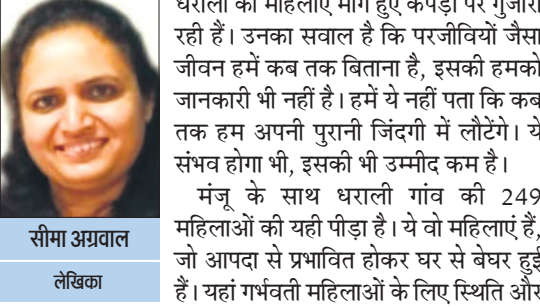 धराली की महिलाएं मांगे हुए कपड़ों पर गुजारा
रही हैं। उनका सवाल है कि परजीवियों जैसा
जीवन हमें कब तक बिताना है, इसकी हमको
जानकारी भी नहीं है। हमें ये नहीं पता कि कब
तक हम अपनी पुरानी जिंदगी में लौटेंगे। ये
संभव होगा भी, इसकी भी उम्मीद कम है।
मंजू के साथ धराली गांव की 249
महिलाओं की यही पीड़ा है। ये वो महिलाएं हैं,
जो आपदा से प्रभावित होकर घर से बेघर हुई
हैं। यहां गर्भवती महिलाओं के लिए स्थिति और
सीमा अग्रवाल
लेखिका